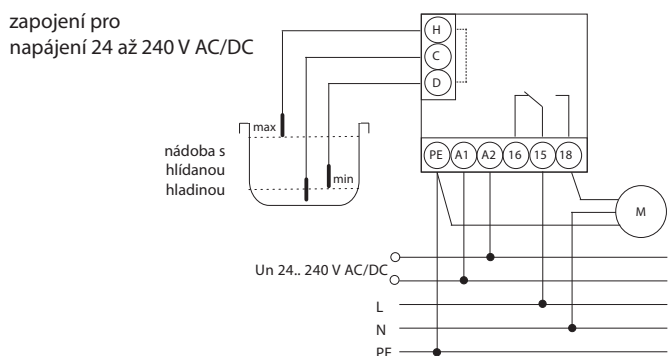 zapojení pro
napájení 24 až 240 V AC/DC
H
C
D
max
nádoba s
hlídanou
hladinou
min
PE A1 A2 16 15 18
M
Un 24.. 240 V AC/DC
L
N
PE